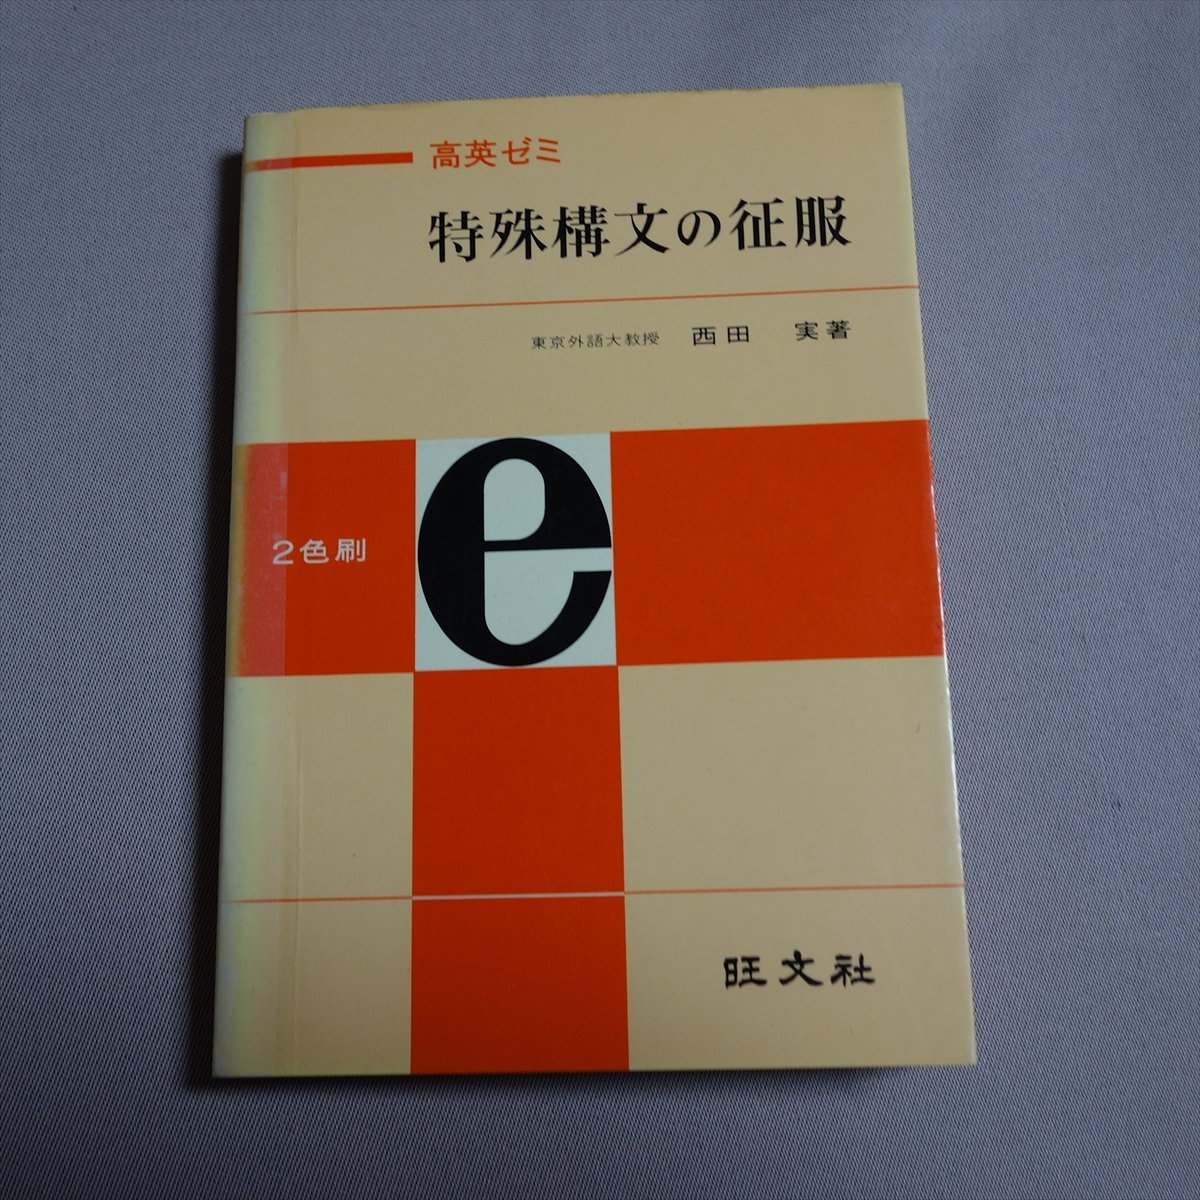 高英ゼミ
特殊構文の征服
東京外語大教授 西田 実著
e
2色刷
旺文社